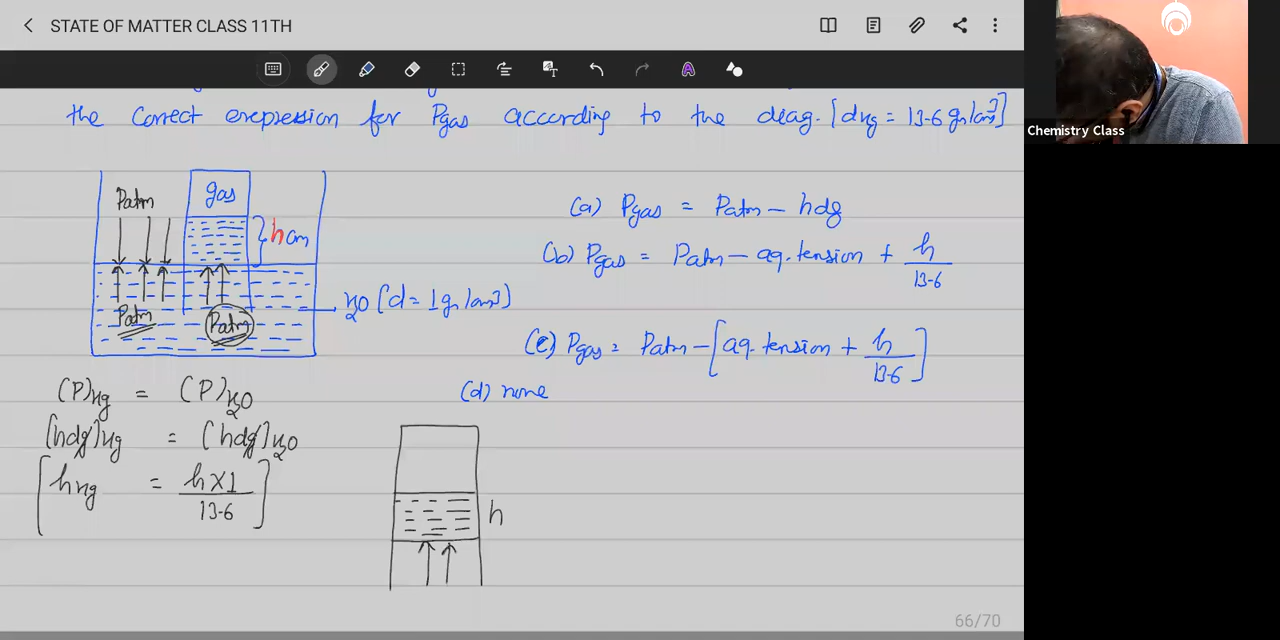 STATE OF MATTER CLASS 11TH
the correct expression for Pgas according to the diag. [dHg = 13.6 gm/cm³]
Patm
gas
h cm
Patm
Patm
H2O (d = 1 gm/cm³)
(a) Pgas = Patm - hdg
(b) Pgas = Patm - aq. tension + h/13.6
(c) Pgas = Patm - [aq. tension + h/13.6]
(d) none
(P)Hg = (P)H2O
[hdg]Hg = (hdg)H2O
[hHg = h×1/13.6]
h
66/70
Chemistry Class